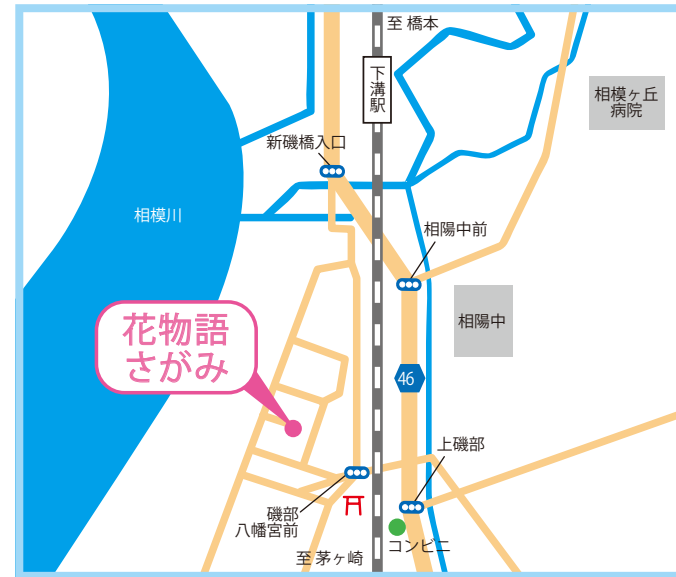 至 橋本
下溝駅
相模ヶ丘
病院
新磯橋入口
相模川
相陽中前
花物語
さがみ
相陽中
46
上磯部
磯部
八幡宮前
コンビニ
至 茅ヶ崎